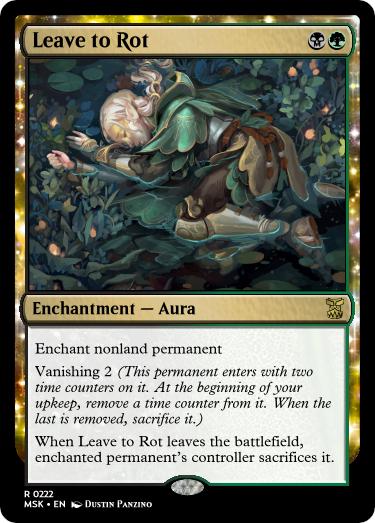 Leave to Rot
Enchantment — Aura
Enchant nonland permanent
Vanishing 2 (This permanent enters with two
time counters on it. At the beginning of your
upkeep, remove a time counter from it. When the
last is removed, sacrifice it.)
When Leave to Rot leaves the battlefield,
enchanted permanent's controller sacrifices it.
R 0222
MSK • EN Dustin Panzino